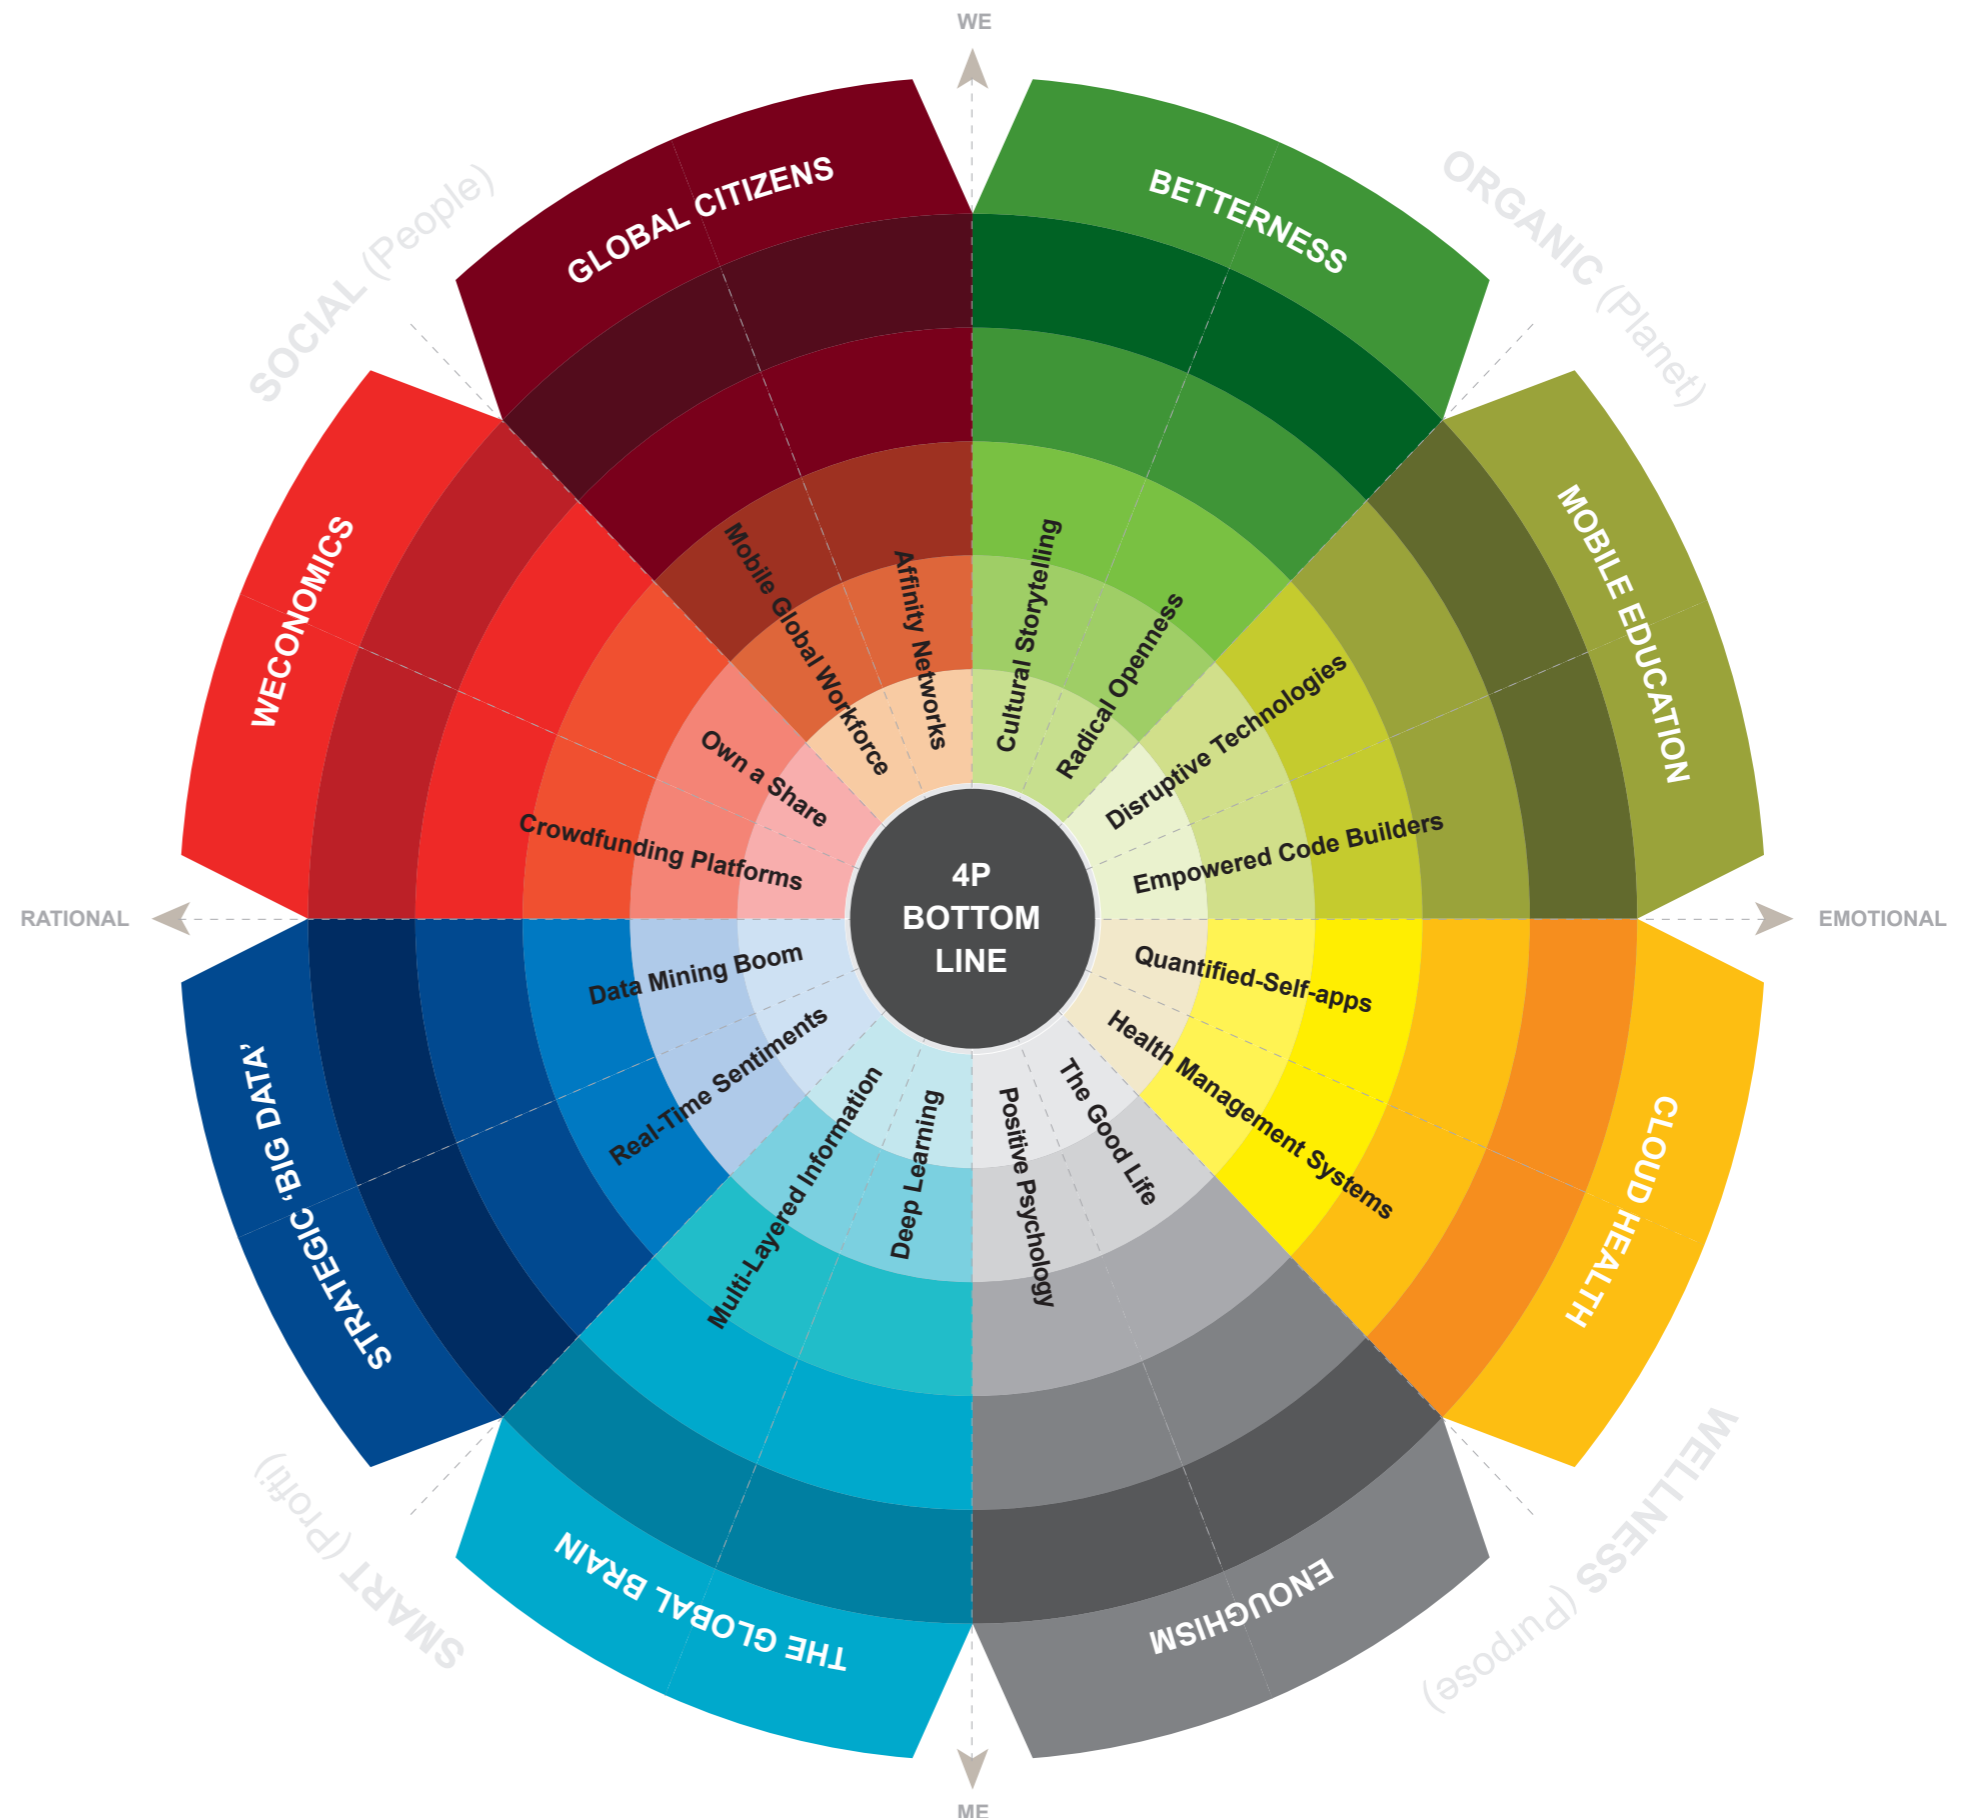 WE
SOCIAL (People)
ORGANIC (Planet)
GLOBAL CITIZENS
BETTERNESS
WECONOMICS
MOBILE EDUCATION
Mobile Global Workforce
Affinity Networks
Cultural Storytelling
Radical Openness
Own a Share
Disruptive Technologies
Crowdfunding Platforms
Empowered Code Builders
RATIONAL
4P
BOTTOM
LINE
EMOTIONAL
Data Mining Boom
Quantified-Self-apps
Real-Time Sentiments
Health Management Systems
Multi-Layered Information
Deep Learning
Positive Psychology
The Good Life
STRATEGIC ‘BIG DATA’
CLOUD HEALTH
THE GLOBAL BRAIN
ENOUGHISM
SMART (Profit)
WELLNESS (Purpose)
ME